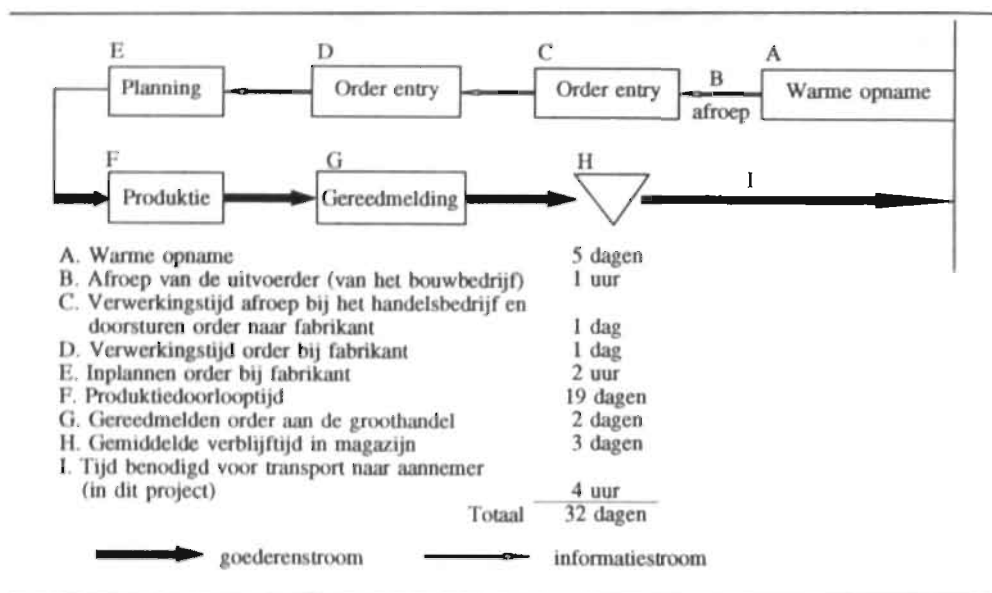 E
D
C
A
Planning
Order entry
Order entry
B
afroep
Warme opname
F
G
H
I
Produktie
Gereedmelding
A. Warme opname 5 dagen
B. Afroep van de uitvoerder (van het bouwbedrijf) 1 uur
C. Verwerkingstijd afroep bij het handelsbedrijf en
doorsturen order naar fabrikant 1 dag
D. Verwerkingstijd order bij fabrikant 1 dag
E. Inplannen order bij fabrikant 2 uur
F. Produktiedoorlooptijd 19 dagen
G. Gereedmelden order aan de groothandel 2 dagen
H. Gemiddelde verblijftijd in magazijn 3 dagen
I. Tijd benodigd voor transport naar aannemer
(in dit project) 4 uur
Totaal 32 dagen
goederenstroom informatiestroom